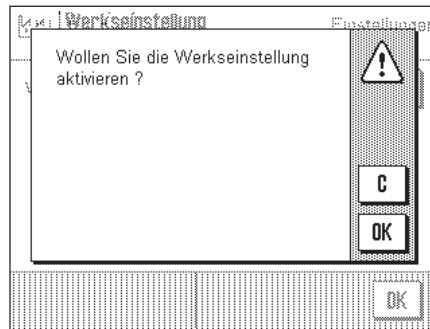 Werkseinstellung
Einstellungen
Wollen Sie die Werkseinstellung
aktivieren ?
C
OK
OK